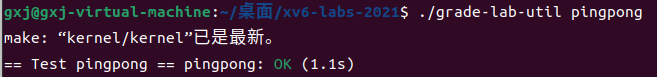 gxj@gxj-virtual-machine:~/桌面/xv6-labs-2021$ ./grade-lab-util pingpong
make: “kernel/kernel”已是最新。
== Test pingpong == pingpong: OK (1.1s)